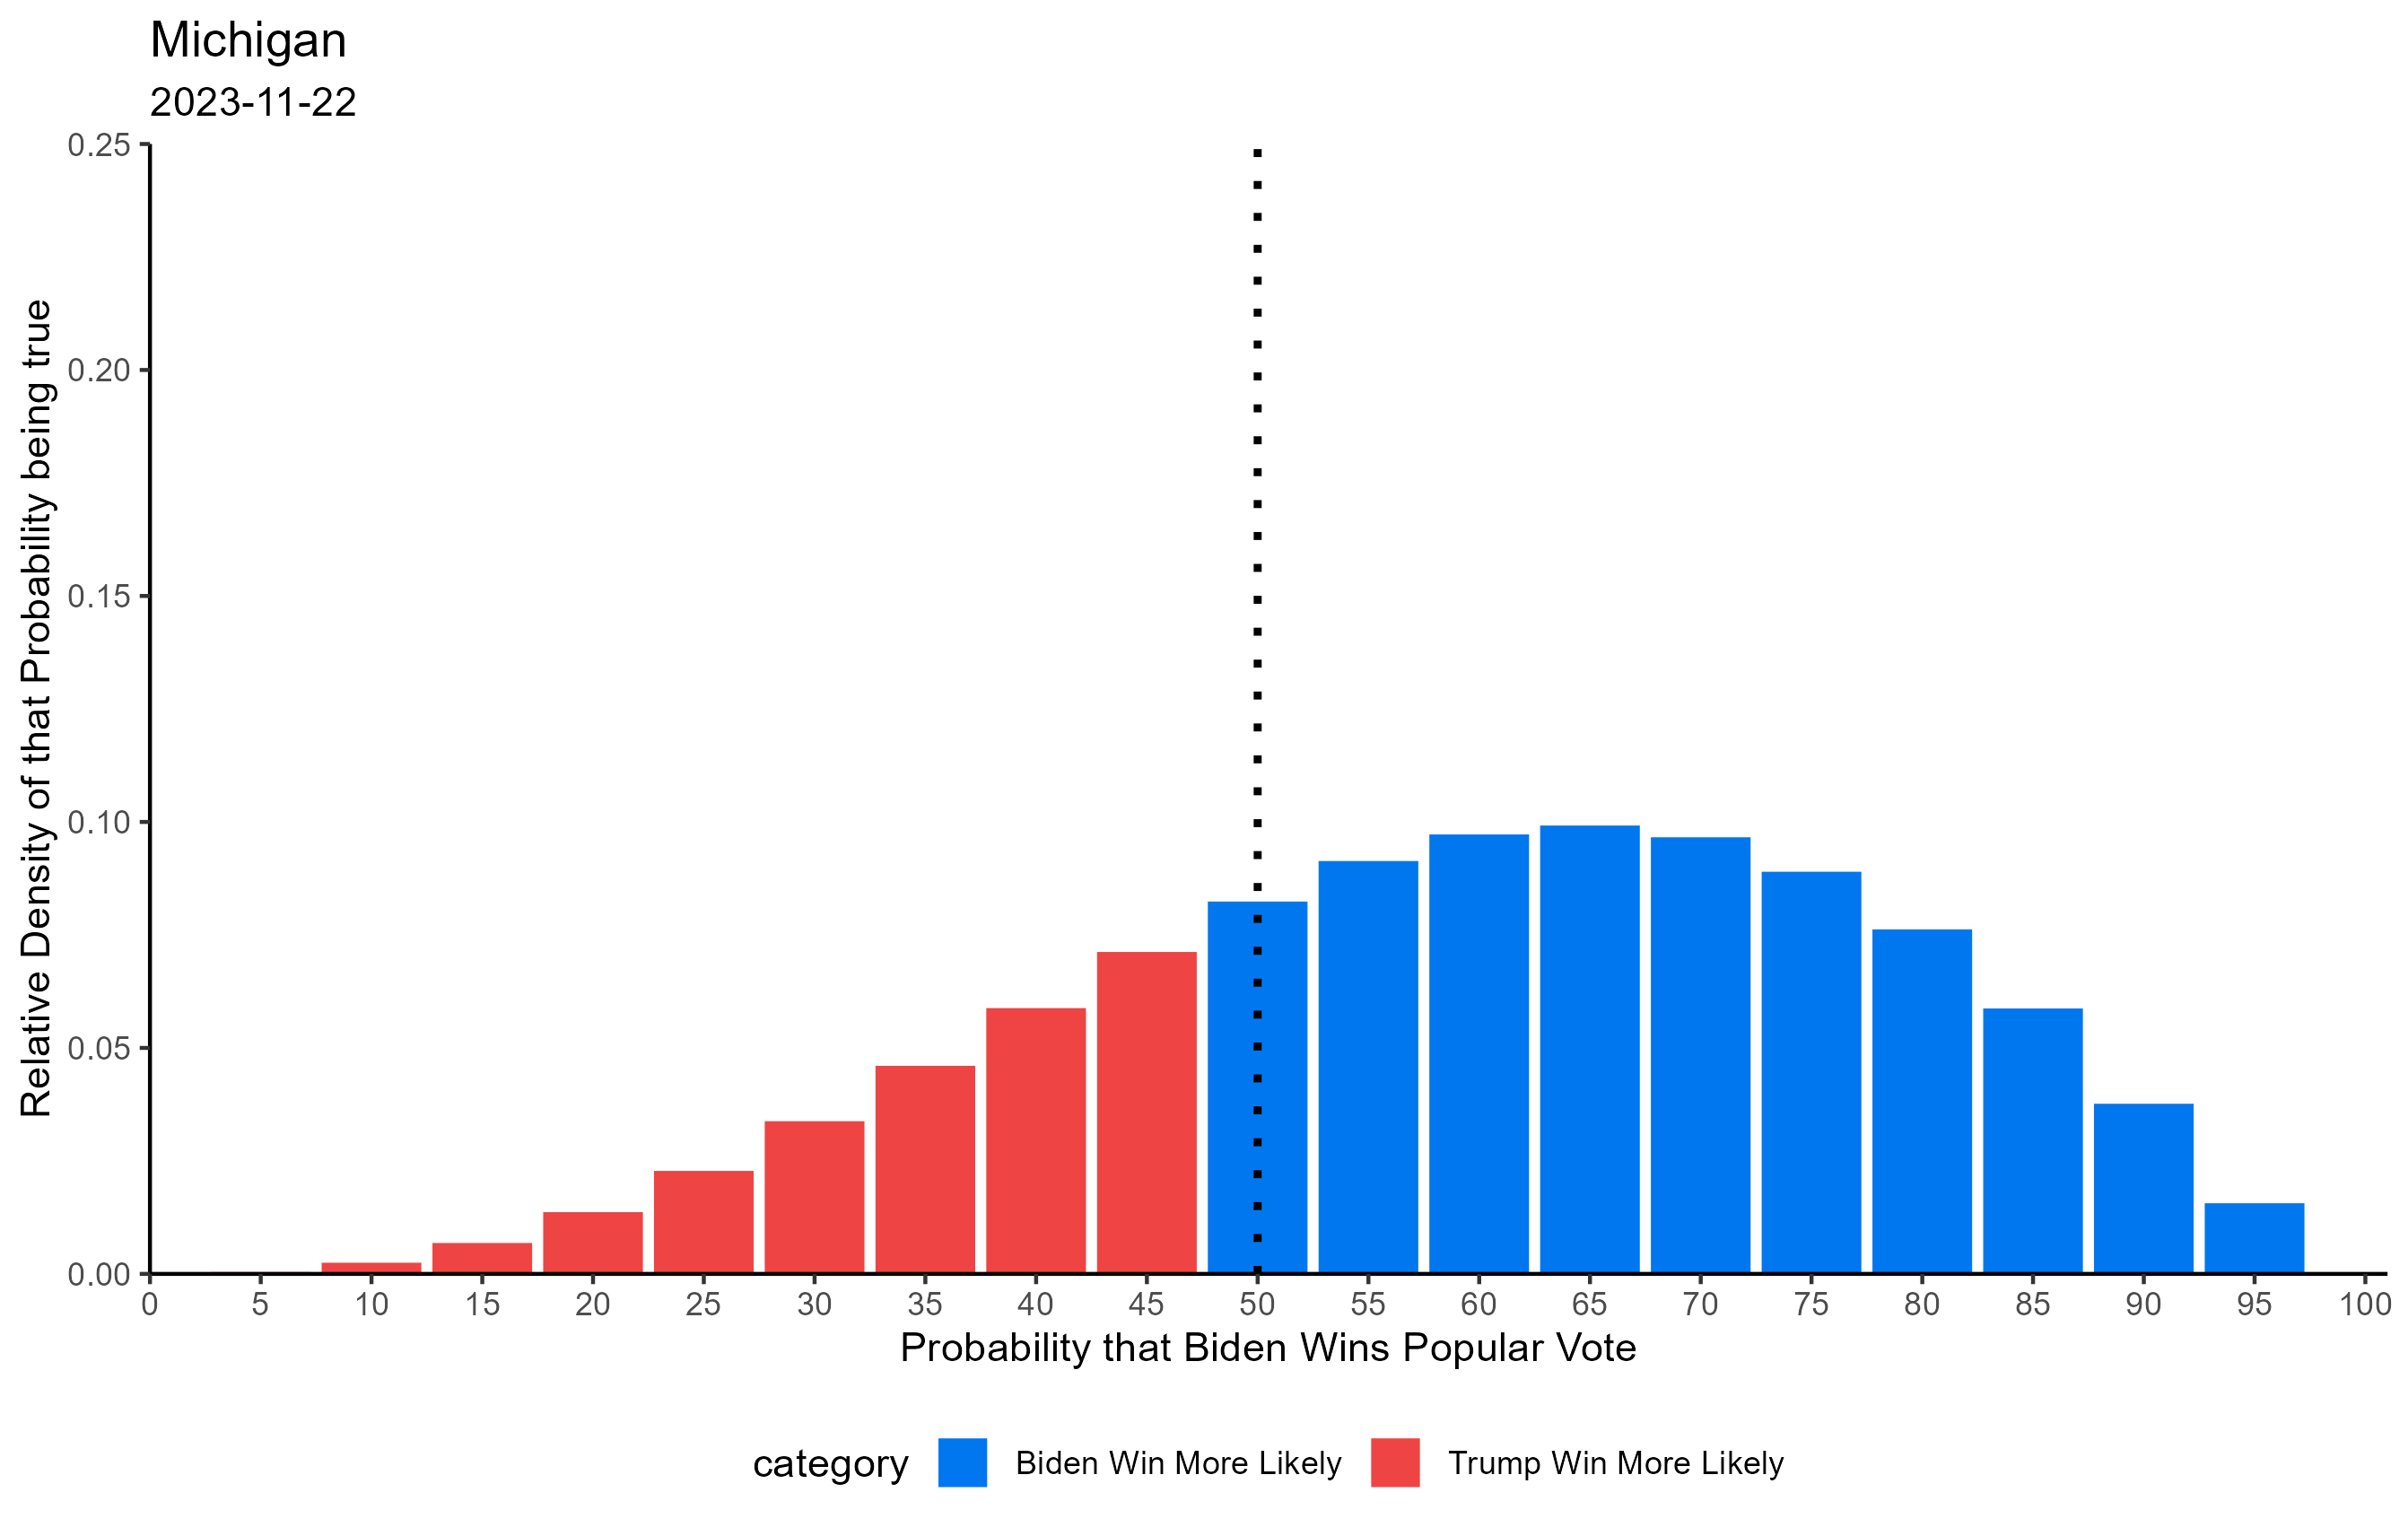 Michigan
2023-11-22
Relative Density of that Probability being true
0.25
0.20
0.15
0.10
0.05
0.00
0 5 10 15 20 25 30 35 40 45 50 55 60 65 70 75 80 85 90 95 100
Probability that Biden Wins Popular Vote
category Biden Win More Likely Trump Win More Likely